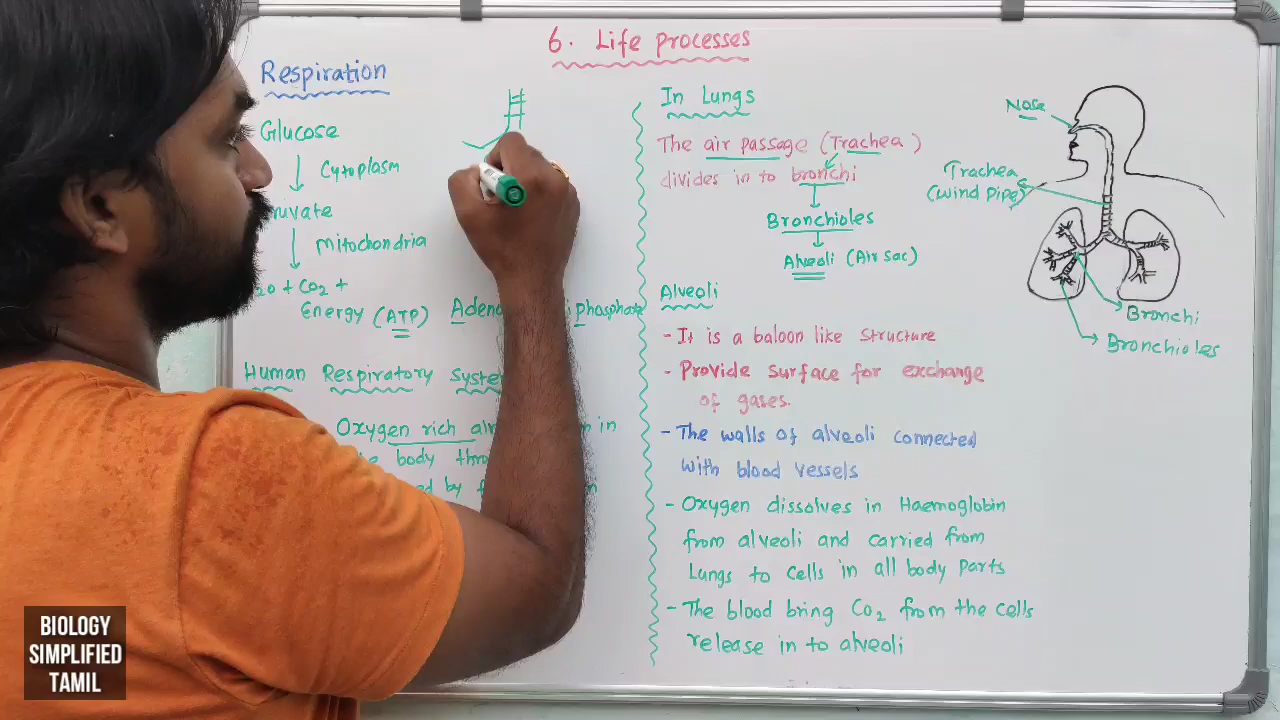 6. Life processes
Respiration
Glucose
Cytoplasm
Mitochondria
CO2 +
Energy (ATP) phosphate
Human Respiratory
Oxygen rich in
body
by
In Lungs
The air passage (Trachea)
divides in to bronchi
Bronchioles
Alveoli (Air sac)
Alveoli
- It is a baloon like structure
- Provide surface for exchange
of gases.
- The walls of alveoli connected
with blood vessels
- Oxygen dissolves in Haemoglobin
from alveoli and carried from
Lungs to cells in all body parts
- The blood bring Co2 from the cells
release in to alveoli
Nose
Trachea
(wind pipe)
Bronchi
Bronchioles
BIOLOGY
SIMPLIFIED
TAMIL